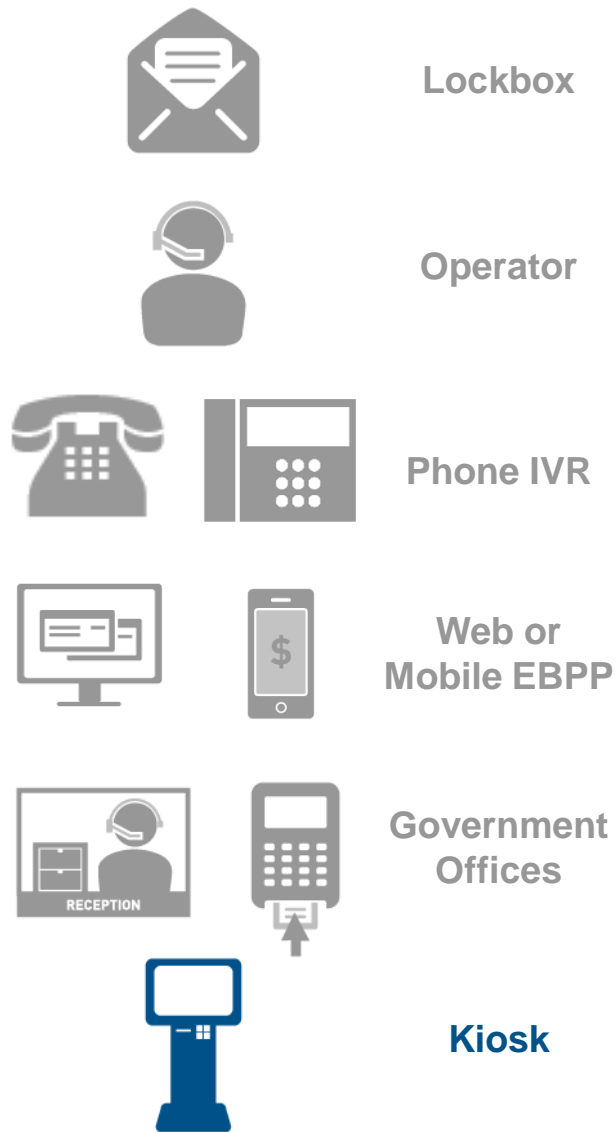 Lockbox
Operator
Phone IVR
$
Web or
Mobile EBPP
RECEPTION
Government
Offices
Kiosk